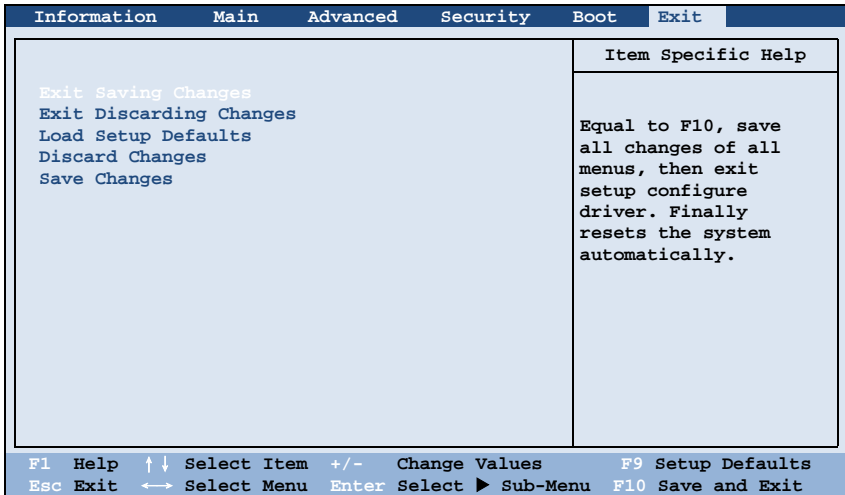 Information Main Advanced Security Boot Exit
Item Specific Help
Exit Saving Changes
Exit Discarding Changes
Load Setup Defaults
Discard Changes
Save Changes
Equal to F10, save
all changes of all
menus, then exit
setup configure
driver. Finally
resets the system
automatically.
F1 Help ↑↓ Select Item +/- Change Values F9 Setup Defaults
Esc Exit ←→ Select Menu Enter Select ▶ Sub-Menu F10 Save and Exit